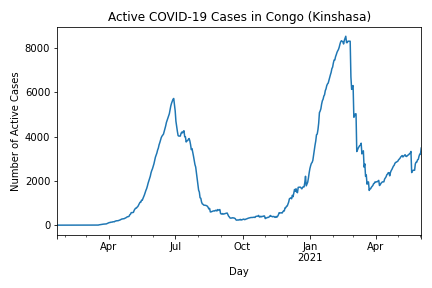 Active COVID-19 Cases in Congo (Kinshasa)
Number of Active Cases
8000
6000
4000
2000
0
Apr Jul Oct Jan Apr
2021
Day